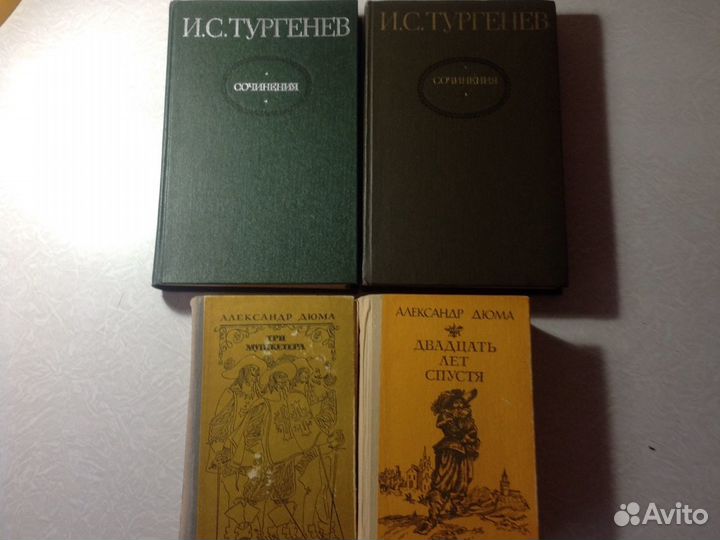 И.С.ТУРГЕНЕВ
СОЧИНЕНИЯ
И.С.ТУРГЕНЕВ
СОЧИНЕНИЯ
АЛЕКСАНДР ДЮМА
ТРИ
МУШКЕТЕРА
АЛЕКСАНДР ДЮМА
ДВАДЦАТЬ
ЛЕТ
СПУСТЯ
Avito